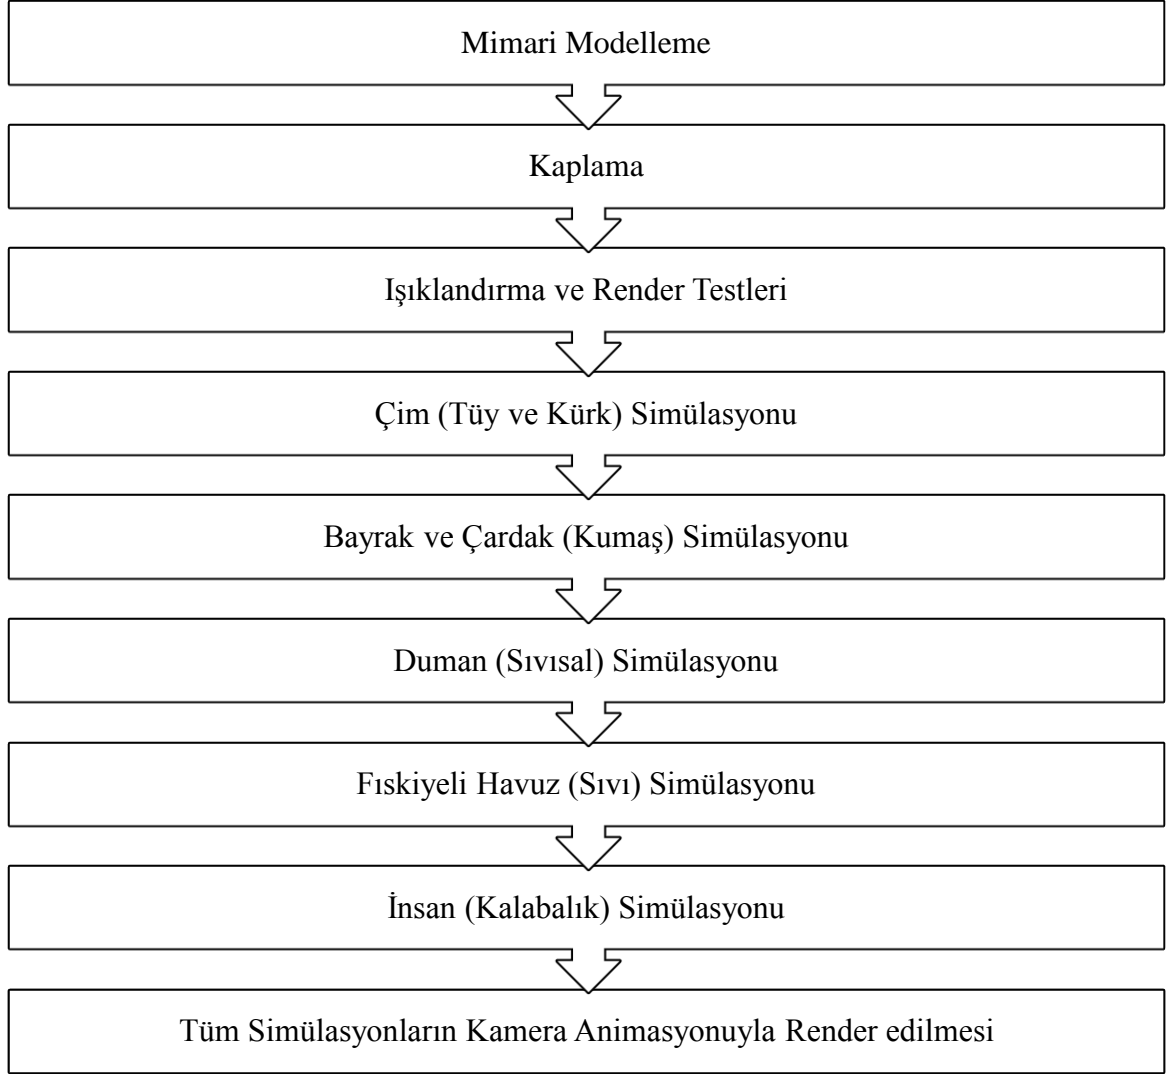 Mimari Modelleme
Kaplama
Işıklandırma ve Render Testleri
Çim (Tüy ve Kürk) Simülasyonu
Bayrak ve Çardak (Kumaş) Simülasyonu
Duman (Sıvısal) Simülasyonu
Fıskiyeli Havuz (Sıvı) Simülasyonu
İnsan (Kalabalık) Simülasyonu
Tüm Simülasyonların Kamera Animasyonuyla Render edilmesi